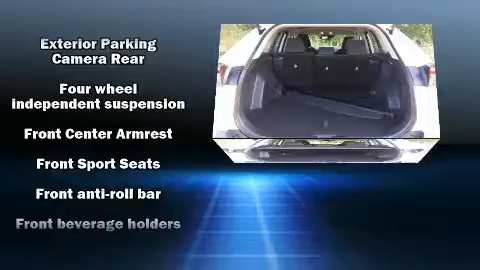 Exterior Parking
Camera Rear
Four wheel
independent suspension
Front Center Armrest
Front Sport Seats
Front anti-roll bar
Front beverage holders